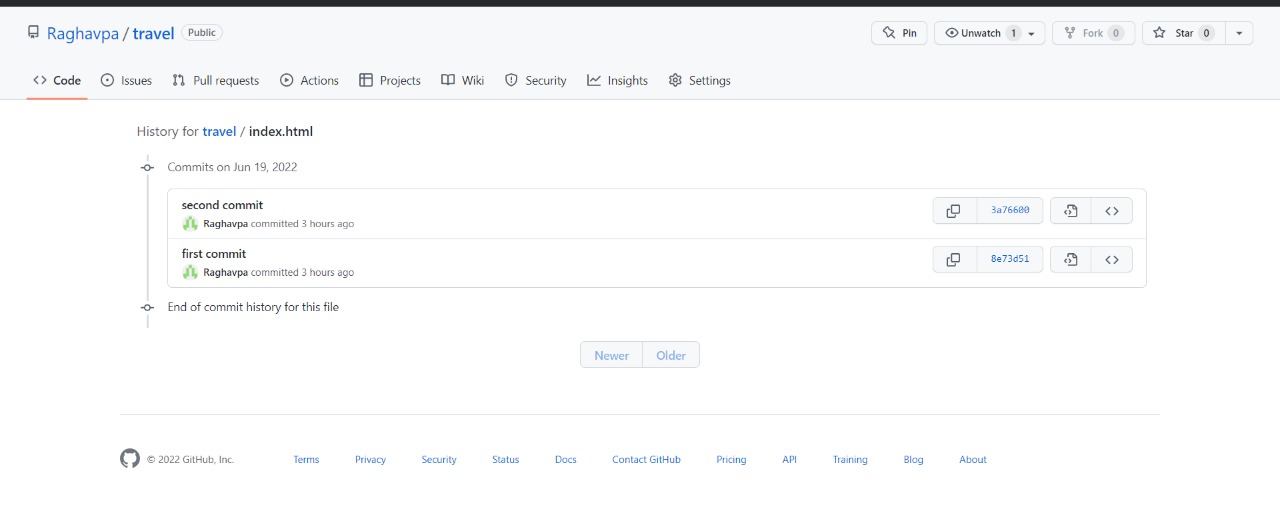 Raghavpa / travel Public
Pin
Unwatch 1
Fork 0
Star 0
Code
Issues
Pull requests
Actions
Projects
Wiki
Security
Insights
Settings
History for travel / index.html
Commits on Jun 19, 2022
second commit
Raghavpa committed 3 hours ago
3a76600
first commit
Raghavpa committed 3 hours ago
8e73d51
End of commit history for this file
Newer
Older
© 2022 GitHub, Inc.
Terms
Privacy
Security
Status
Docs
Contact GitHub
Pricing
API
Training
Blog
About